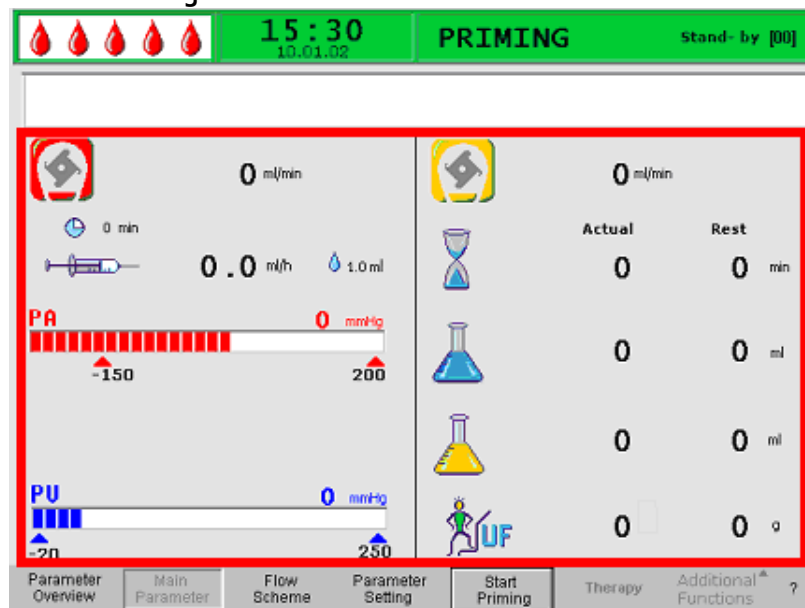 15:30
10.01.02
PRIMING
Stand- by [00]
0 ml/min
0 min
0.0 ml/h
1.0 ml
PA
0 mmHg
-150
200
PU
0 mmHg
-20
250
0 ml/min
Actual
Rest
0
0 min
0
0 ml
0
0 ml
UF
0
0 g
Parameter
Overview
Main
Parameter
Flow
Scheme
Parameter
Setting
Start
Priming
Therapy
Additional
Functions
?